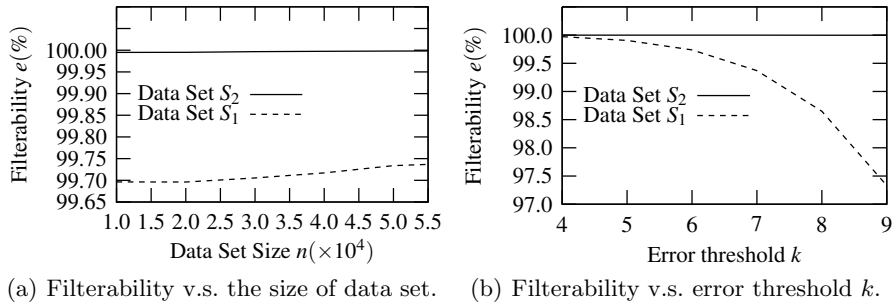 Filterability e(%)
100.00
99.95
99.90
99.85
99.80
99.75
99.70
99.65
Data Set S2
Data Set S1
1.0 1.5 2.0 2.5 3.0 3.5 4.0 4.5 5.0 5.5
Data Set Size n(×10^4)
(a) Filterability v.s. the size of data set.
Filterability e(%)
100.0
99.5
99.0
98.5
98.0
97.5
97.0
Data Set S2
Data Set S1
4 5 6 7 8 9
Error threshold k
(b) Filterability v.s. error threshold k.